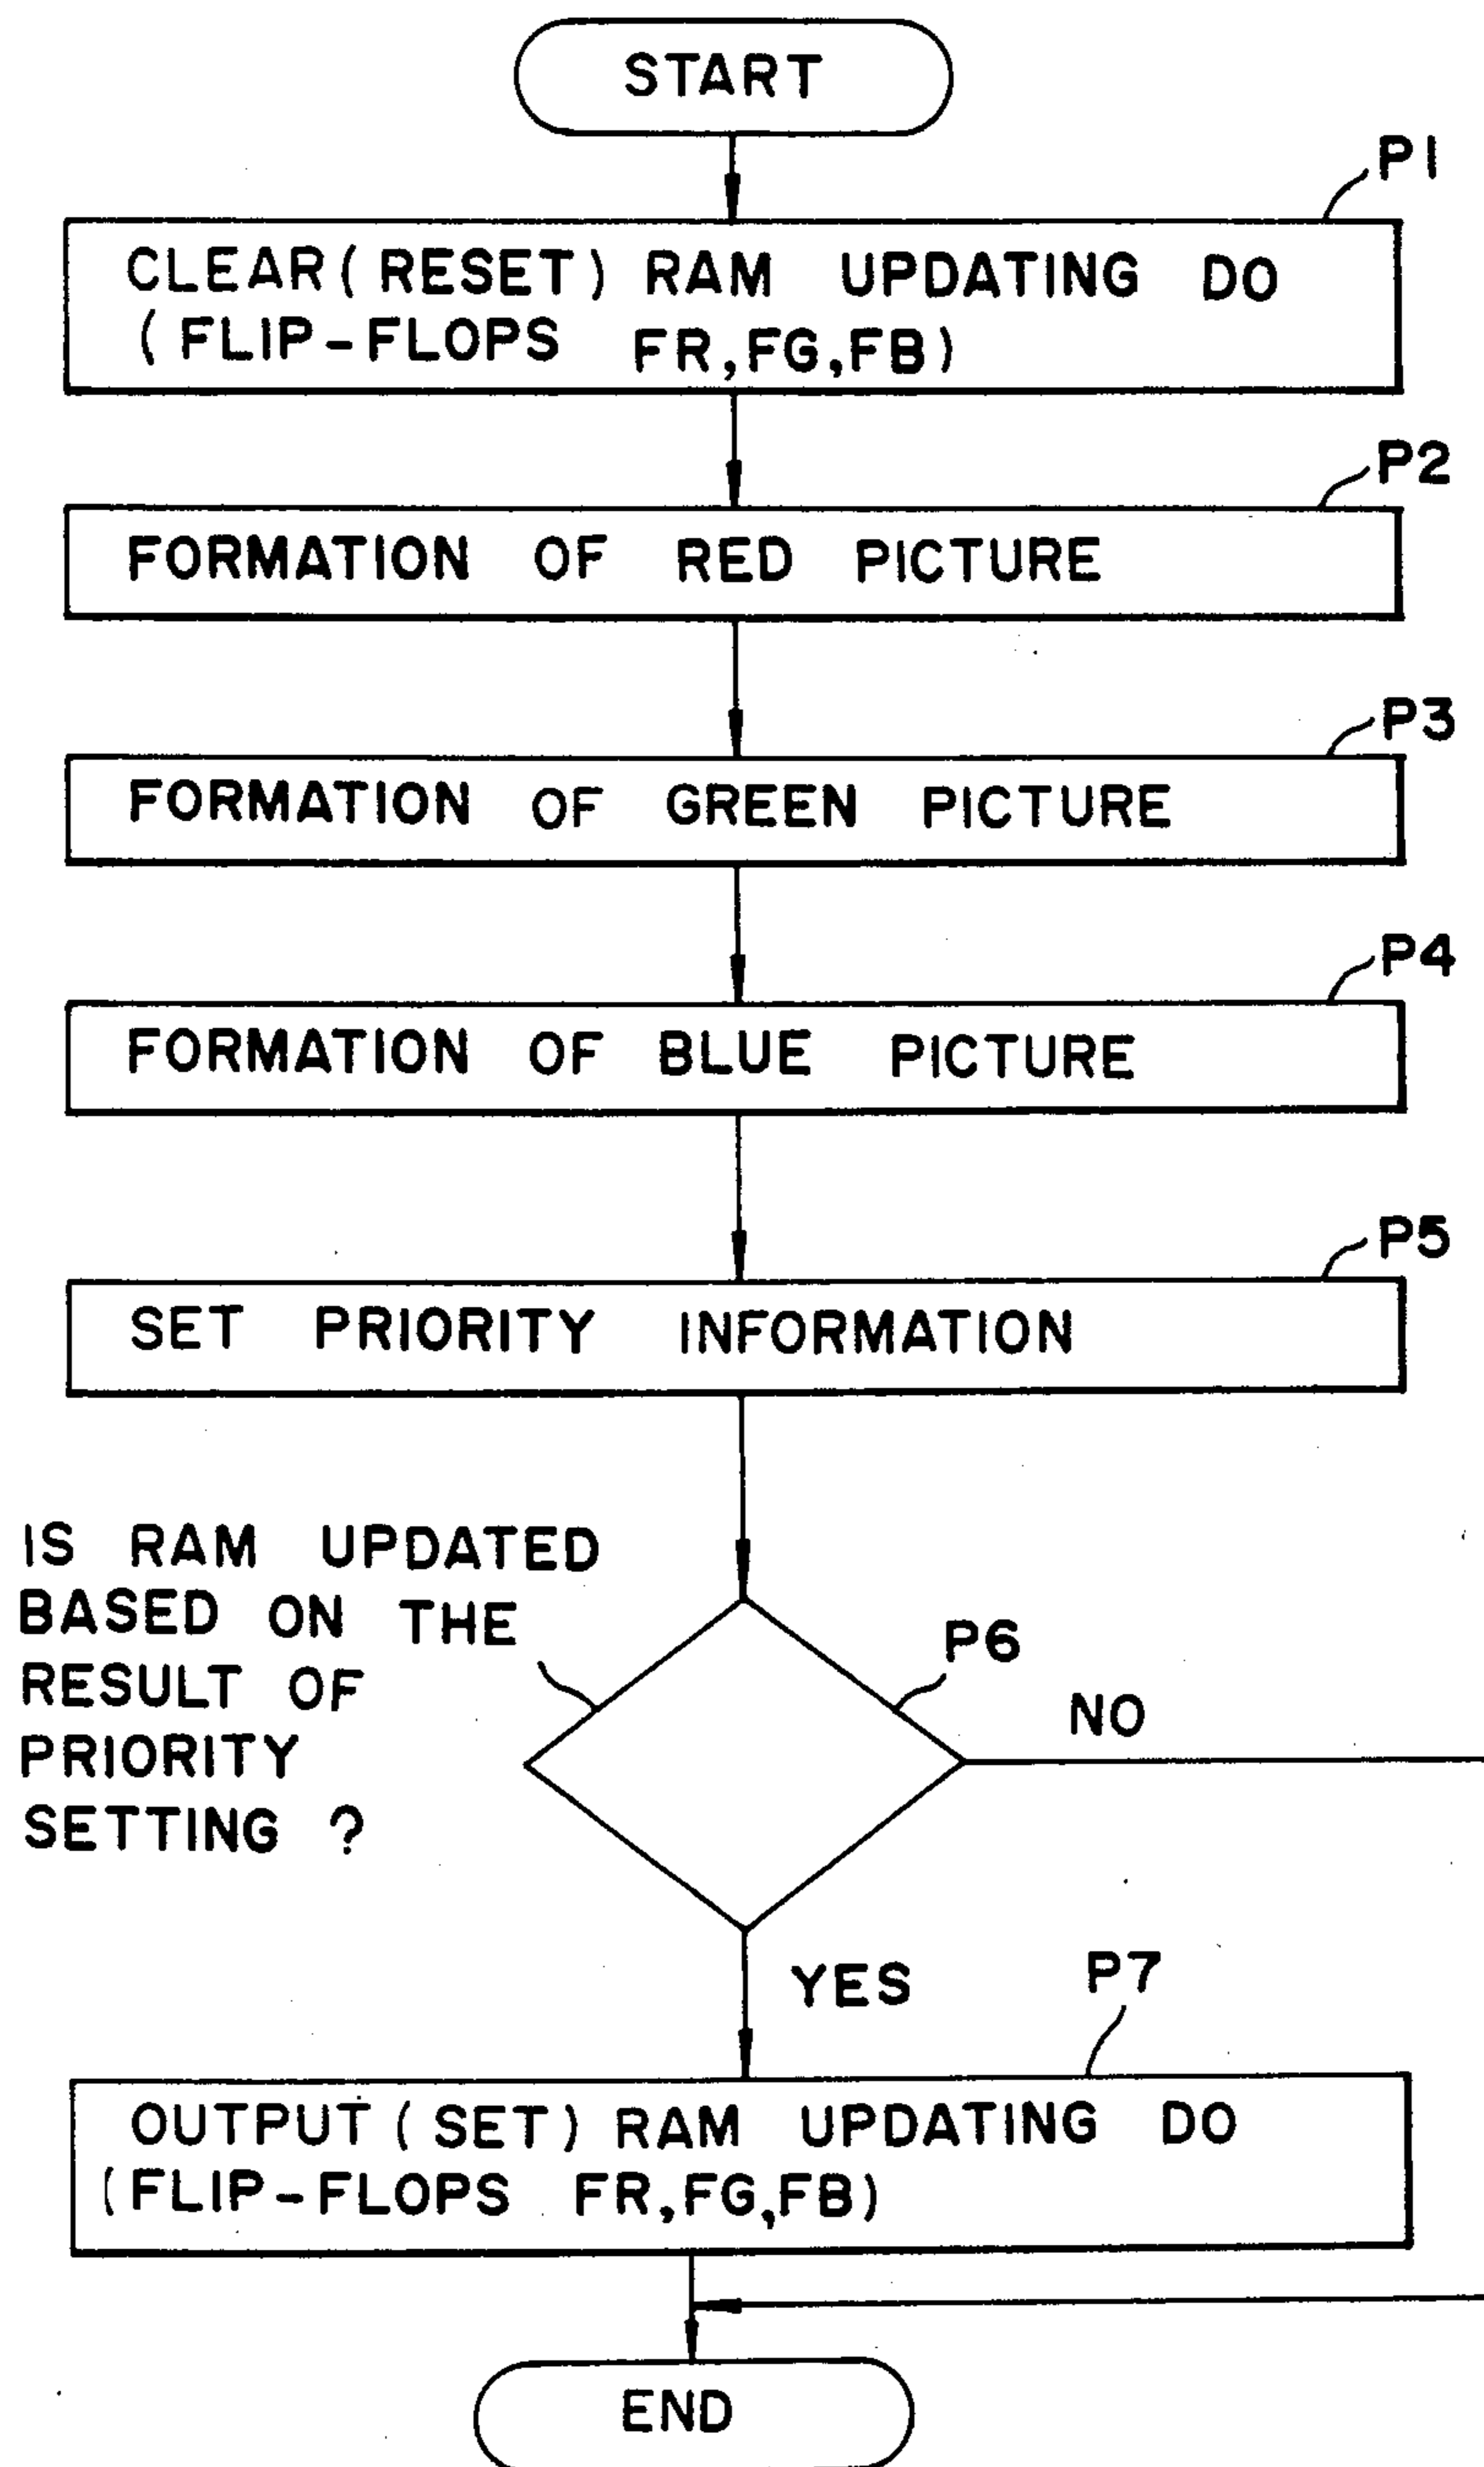 START
P1
CLEAR(RESET) RAM UPDATING DO
(FLIP-FLOPS FR,FG,FB)
P2
FORMATION OF RED PICTURE
P3
FORMATION OF GREEN PICTURE
P4
FORMATION OF BLUE PICTURE
P5
SET PRIORITY INFORMATION
IS RAM UPDATED
BASED ON THE
RESULT OF
PRIORITY
SETTING ?
P6
NO
YES
P7
OUTPUT(SET) RAM UPDATING DO
(FLIP-FLOPS FR,FG,FB)
END